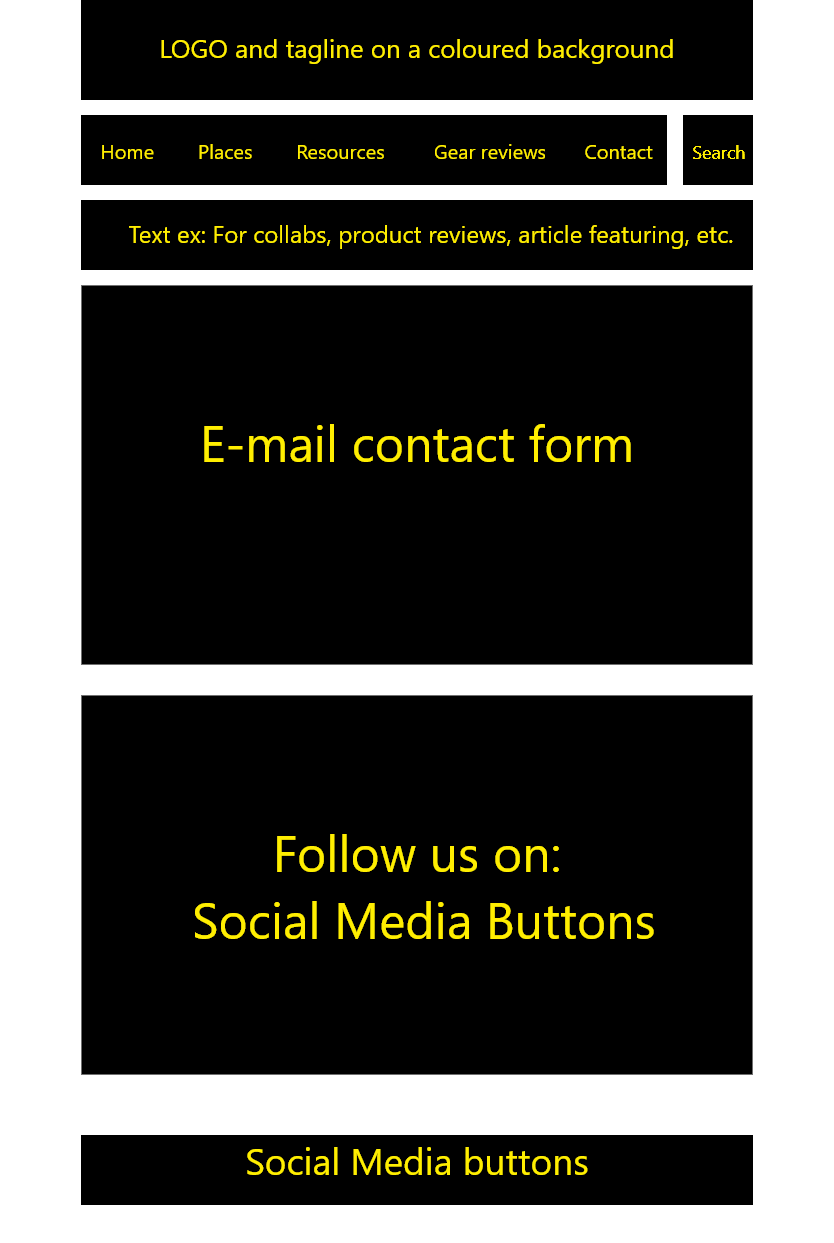 LOGO and tagline on a coloured background
Home Places Resources Gear reviews Contact Search
Text ex: For collabs, product reviews, article featuring, etc.
E-mail contact form
Follow us on:
Social Media Buttons
Social Media buttons